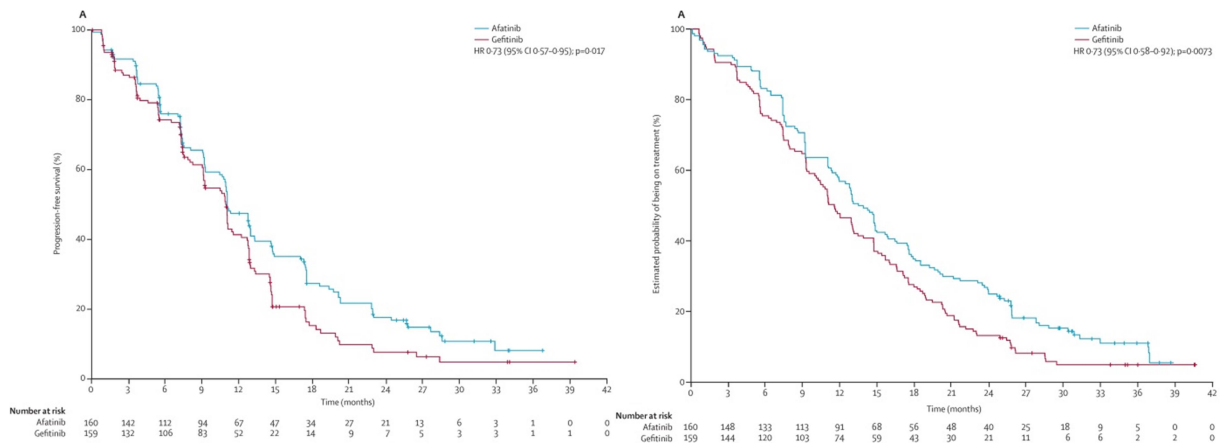 A
Afatinib
Gefitinib
HR 0·73 (95% CI 0·57–0·95); p=0·017
Progression-free survival (%)
100
80
60
40
20
0
0 3 6 9 12 15 18 21 24 27 30 33 36 39 42
Time (months)
Number at risk
Afatinib 160 142 112 94 67 47 34 27 21 13 6 3 1 0 0
Gefitinib 159 132 106 83 52 22 14 9 7 5 3 3 1 1 0
A
Afatinib
Gefitinib
HR 0·73 (95% CI 0·58–0·92); p=0·0073
Estimated probability of being on treatment (%)
100
80
60
40
20
0
0 3 6 9 12 15 18 21 24 27 30 33 36 39 42
Time (months)
Number at risk
Afatinib 160 148 133 113 91 68 56 48 40 25 18 9 5 0 0
Gefitinib 159 144 120 103 74 59 43 30 21 11 6 6 2 2 0